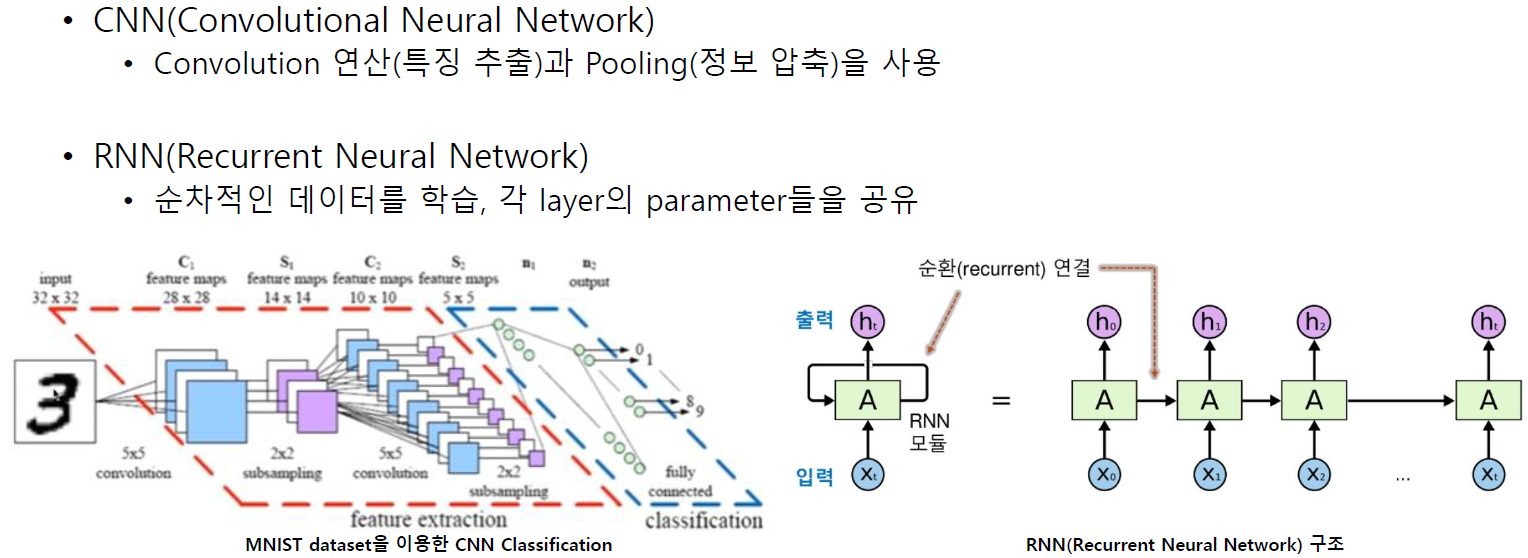 • CNN(Convolutional Neural Network)
• Convolution 연산(특징 추출)과 Pooling(정보 압축)을 사용
• RNN(Recurrent Neural Network)
• 순차적인 데이터를 학습, 각 layer의 parameter들을 공유
input
32 x 32
C₁
feature maps
28 x 28
S₁
feature maps
14 x 14
C₂
feature maps
10 x 10
S₂
feature maps
5 x 5
n₁
n₂
output
0
1
8
9
5x5
convolution
2x2
subsampling
5x5
convolution
2x2
subsampling
fully
connected
feature extraction
classification
MNIST dataset을 이용한 CNN Classification
순환(recurrent) 연결
출력
hₜ
A
RNN
모듈
입력
xₜ
=
h₀
h₁
h₂
hₜ
A
A
A
A
X₀
X₁
X₂
...
Xₜ
RNN(Recurrent Neural Network) 구조